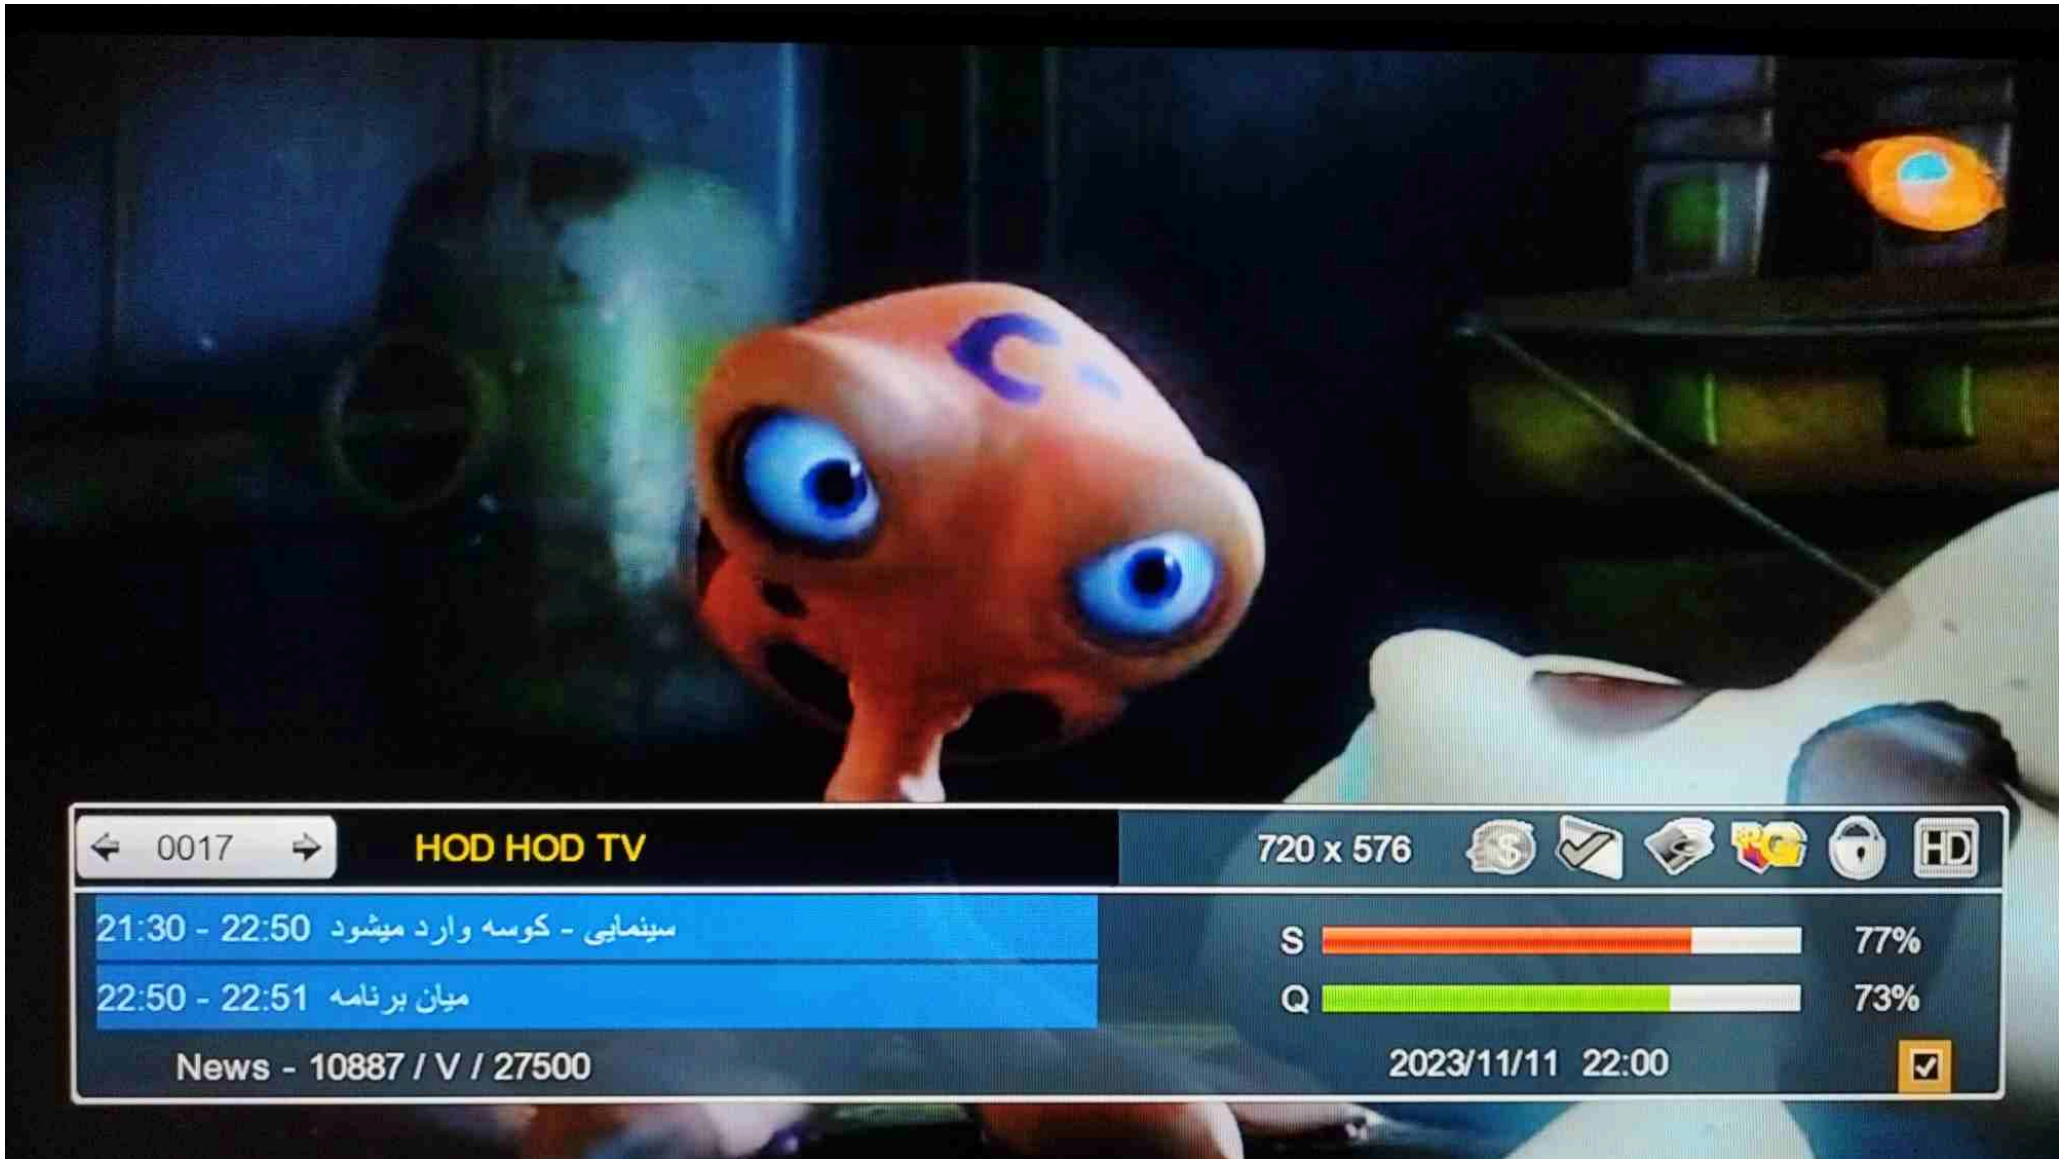 0017
HOD HOD TV
720 x 576
HD
21:30 - 22:50 سینمایی - کوسه وارد میشود
S 77%
22:50 - 22:51 میان برنامه
Q 73%
News - 10887 / V / 27500
2023/11/11 22:00